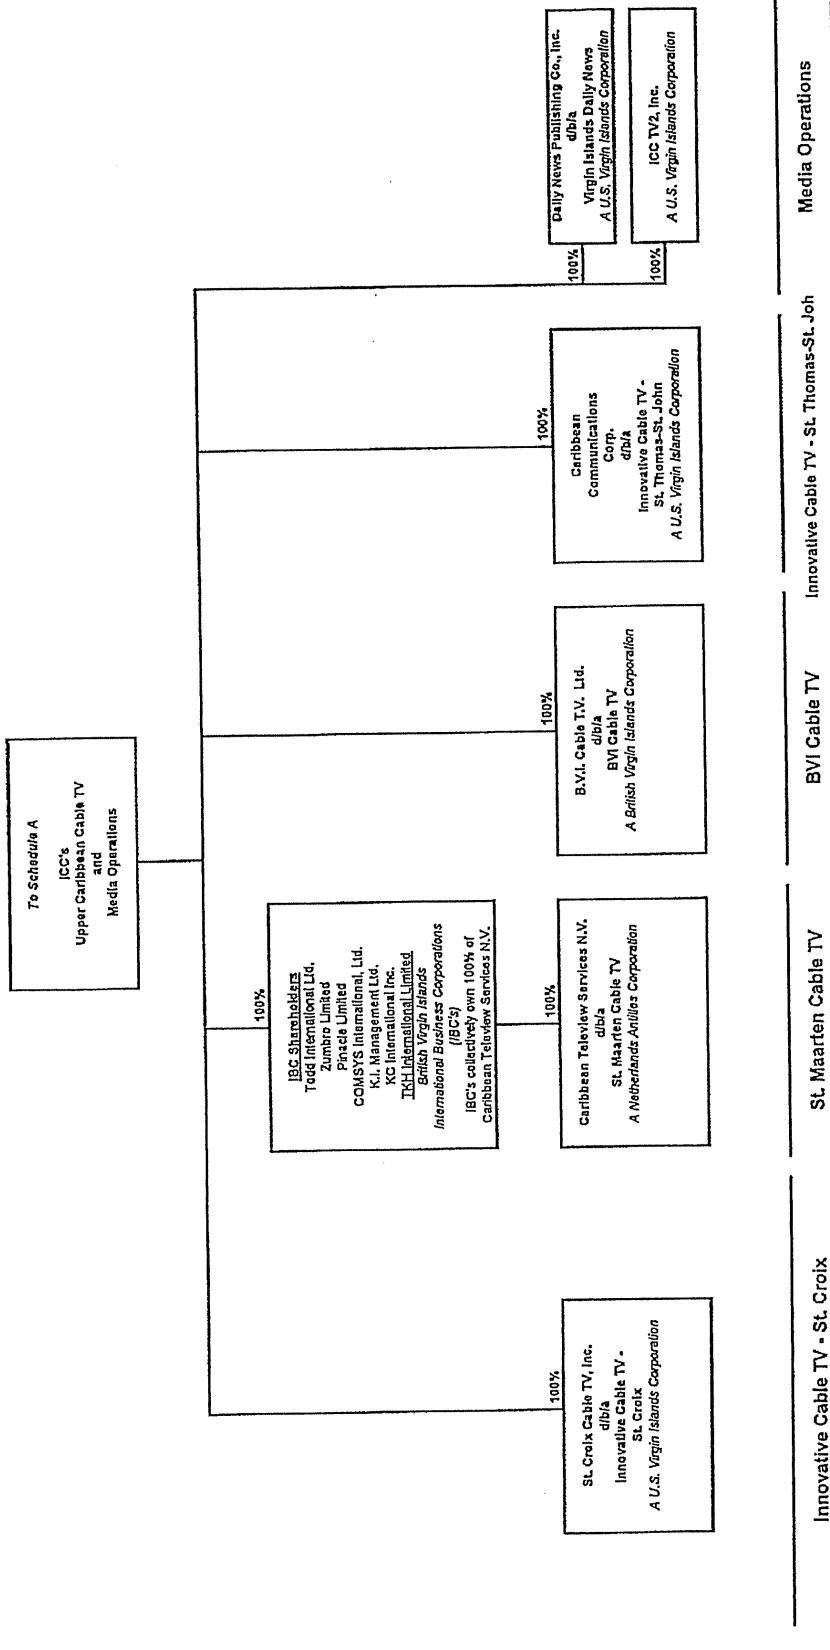 To Schedule A
ICC's
Upper Caribbean Cable TV
and
Media Operations
100%
IBC Shareholders
Todd International Ltd.
Zumbro Limited
Pinacle Limited
COMSYS International, Ltd.
K.I. Management Ltd.
KC International Inc.
TKH International Limited
British Virgin Islands
International Business Corporations
(IBC's)
IBC's collectively own 100% of
Caribbean Teleview Services N.V.
100%
St. Croix Cable TV, Inc.
d/b/a
Innovative Cable TV -
St. Croix
A U.S. Virgin Islands Corporation
100%
Caribbean Teleview Services N.V.
d/b/a
St. Maarten Cable TV
A Netherlands Antilles Corporation
100%
B.V.I. Cable T.V. Ltd.
d/b/a
BVI Cable TV
A British Virgin Islands Corporation
100%
Caribbean
Communications
Corp.
d/b/a
Innovative Cable TV -
St. Thomas-St. John
A U.S. Virgin Islands Corporation
100%
Daily News Publishing Co., Inc.
d/b/a
Virgin Islands Daily News
A U.S. Virgin Islands Corporation
100%
ICC TV2, Inc.
A U.S. Virgin Islands Corporation
Innovative Cable TV - St. Croix
St. Maarten Cable TV
BVI Cable TV
Innovative Cable TV - St. Thomas-St. Joh
Media Operations